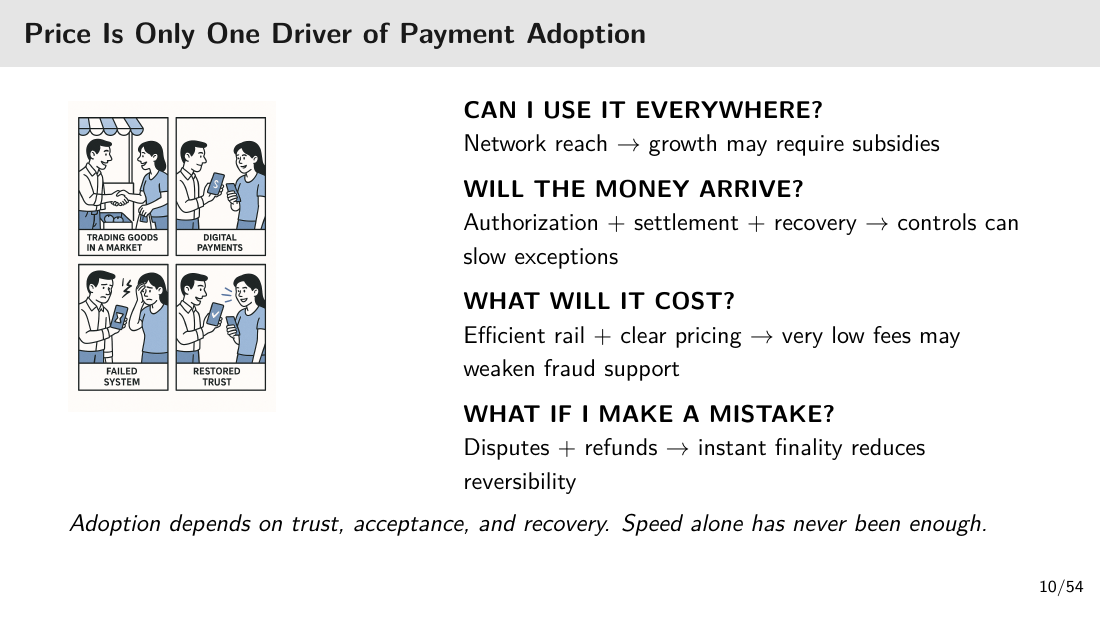 Price Is Only One Driver of Payment Adoption
TRADING GOODS
IN A MARKET
DIGITAL
PAYMENTS
FAILED
SYSTEM
RESTORED
TRUST
CAN I USE IT EVERYWHERE?
Network reach → growth may require subsidies
WILL THE MONEY ARRIVE?
Authorization + settlement + recovery → controls can
slow exceptions
WHAT WILL IT COST?
Efficient rail + clear pricing → very low fees may
weaken fraud support
WHAT IF I MAKE A MISTAKE?
Disputes + refunds → instant finality reduces
reversibility
Adoption depends on trust, acceptance, and recovery. Speed alone has never been enough.
10/54